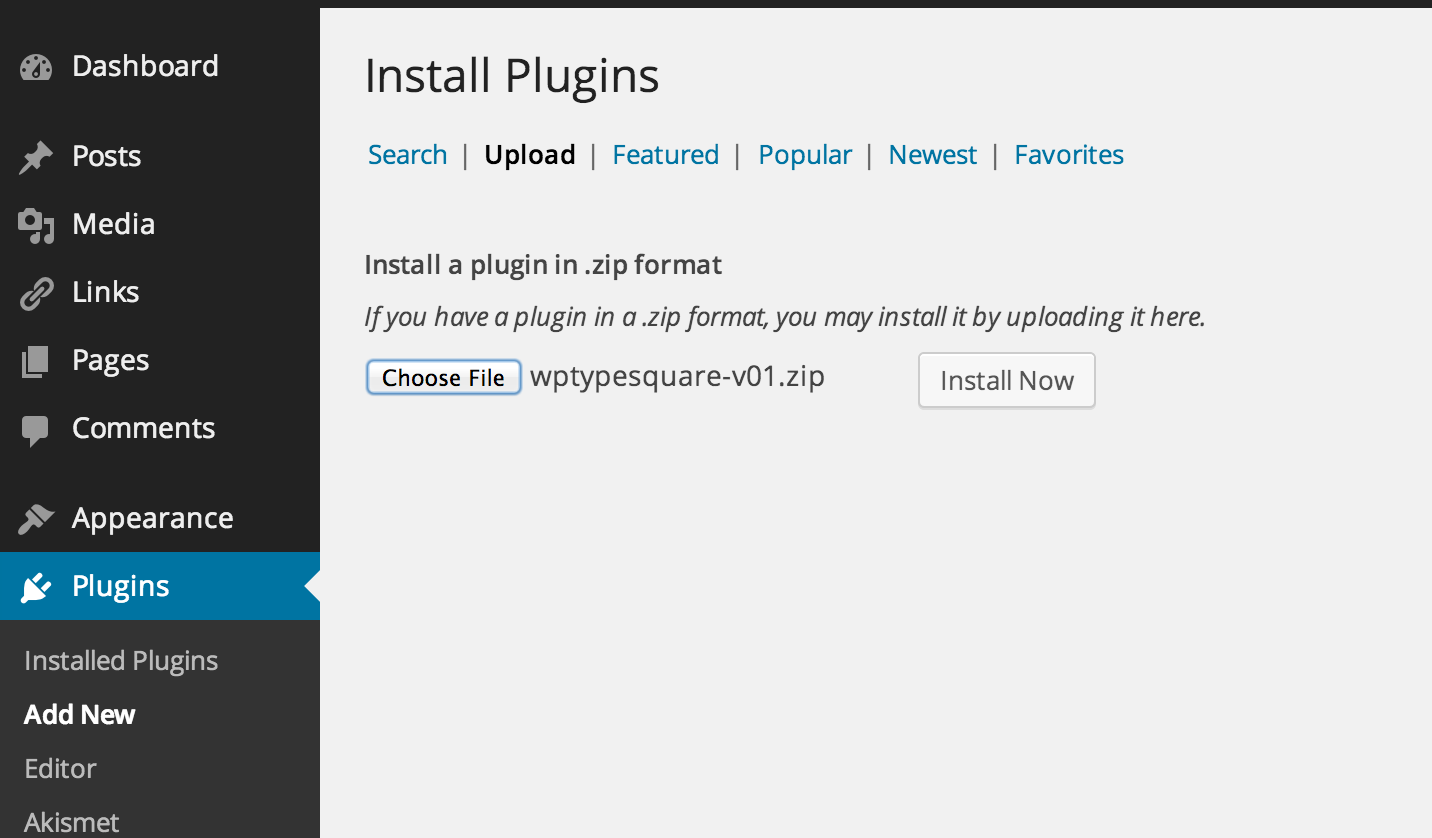 Dashboard
Posts
Media
Links
Pages
Comments
Appearance
Plugins
Installed Plugins
Add New
Editor
Akismet
Install Plugins
Search | Upload | Featured | Popular | Newest | Favorites
Install a plugin in .zip format
If you have a plugin in a .zip format, you may install it by uploading it here.
Choose File wptypesquare-v01.zip Install Now